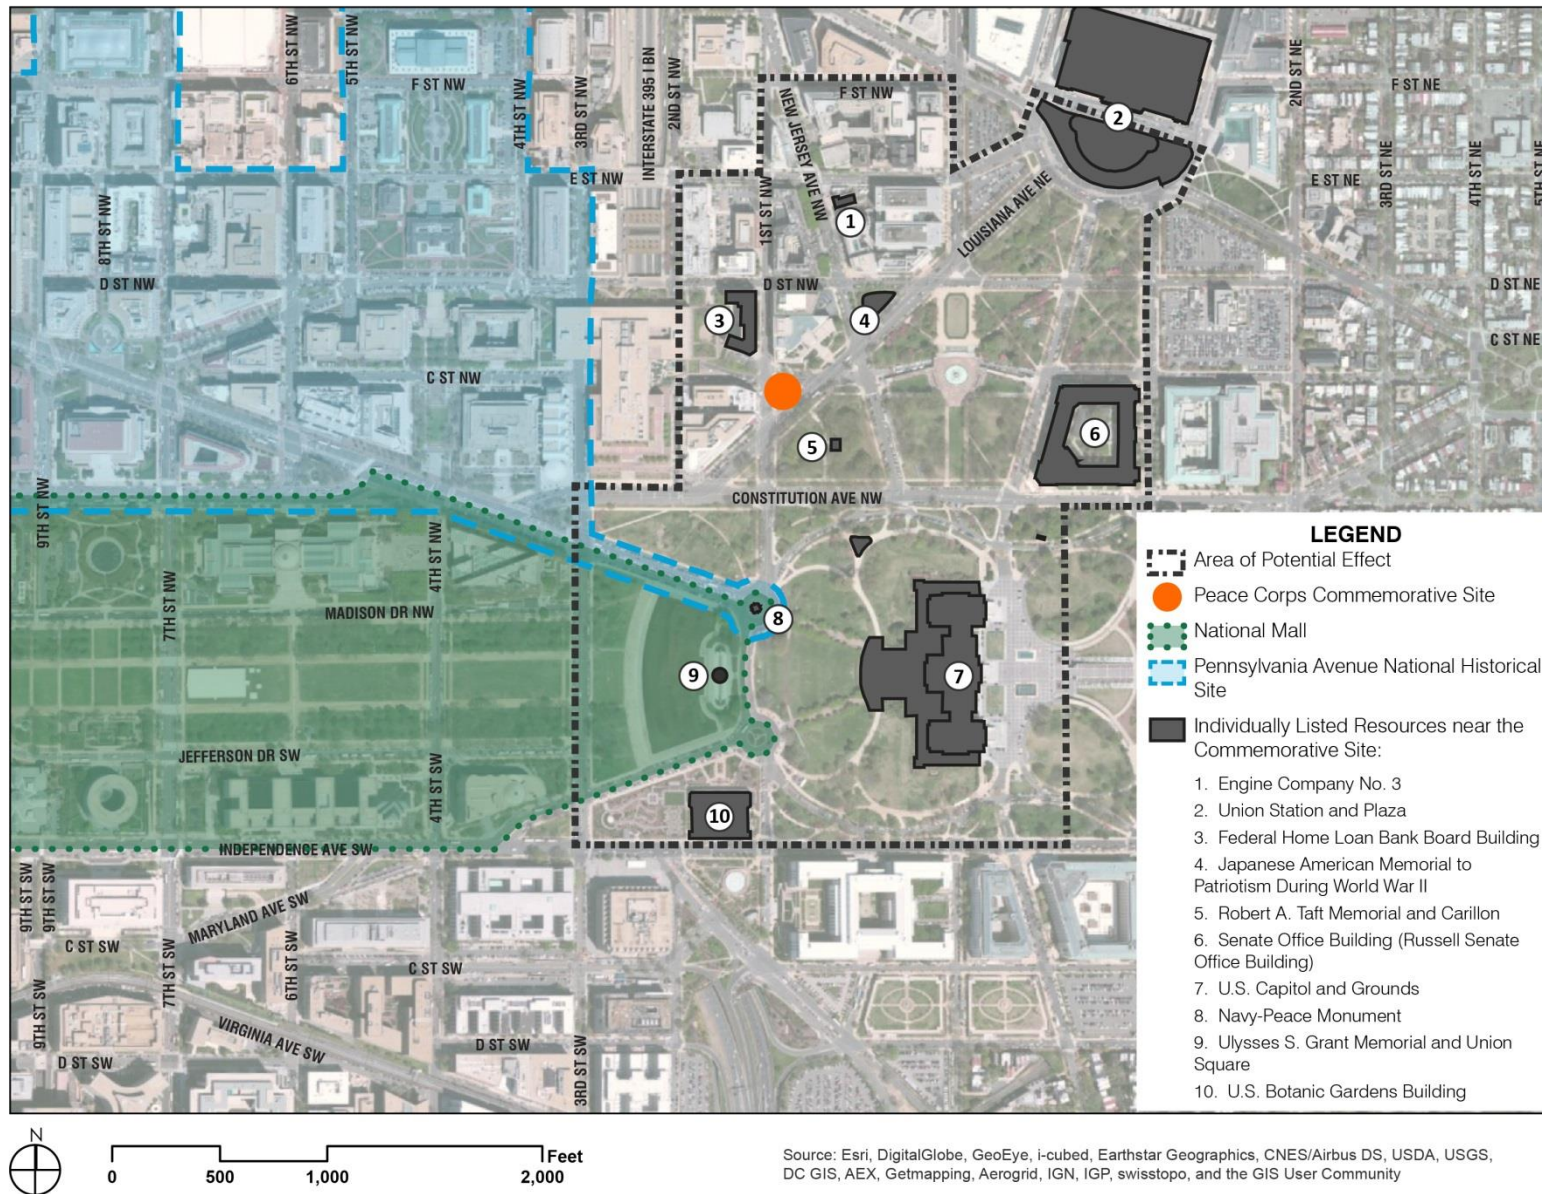 6TH ST NW
5TH ST NW
4TH ST NW
3RD ST NW
INTERSTATE 395 I BN
2ND ST NW
F ST NW
NEW JERSEY AVE NW
F ST NW
2
2ND ST NE
F ST NE
3RD ST NE
4TH ST NE
5TH ST NE
E ST NW
E ST NE
8TH ST NW
1ST ST NW
1
LOUISIANA AVE NE
D ST NW
D ST NW
D ST NE
3
4
C ST NE
C ST NW
5
6
9TH ST NW
CONSTITUTION AVE NW
7TH ST NW
4TH ST NW
MADISON DR NW
8
9
7
JEFFERSON DR SW
4TH ST SW
10
INDEPENDENCE AVE SW
9TH ST SW
9TH ST SW
MARYLAND AVE SW
C ST SW
7TH ST SW
6TH ST SW
C ST SW
9TH ST SW
VIRGINIA AVE SW
D ST SW
D ST SW
3RD ST SW
LEGEND
Area of Potential Effect
Peace Corps Commemorative Site
National Mall
Pennsylvania Avenue National Historical
Site
Individually Listed Resources near the
Commemorative Site:
1. Engine Company No. 3
2. Union Station and Plaza
3. Federal Home Loan Bank Board Building
4. Japanese American Memorial to
Patriotism During World War II
5. Robert A. Taft Memorial and Carillon
6. Senate Office Building (Russell Senate
Office Building)
7. U.S. Capitol and Grounds
8. Navy-Peace Monument
9. Ulysses S. Grant Memorial and Union
Square
10. U.S. Botanic Gardens Building
N
0 500 1,000 2,000
Feet
Source: Esri, DigitalGlobe, GeoEye, i-cubed, Earthstar Geographics, CNES/Airbus DS, USDA, USGS,
DC GIS, AEX, Getmapping, Aerogrid, IGN, IGP, swisstopo, and the GIS User Community